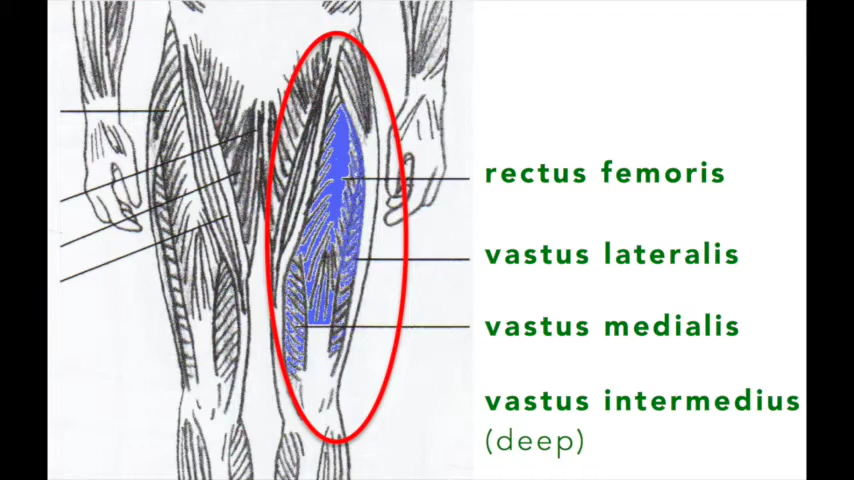 rectus femoris
vastus lateralis
vastus medialis
vastus intermedius
(deep)